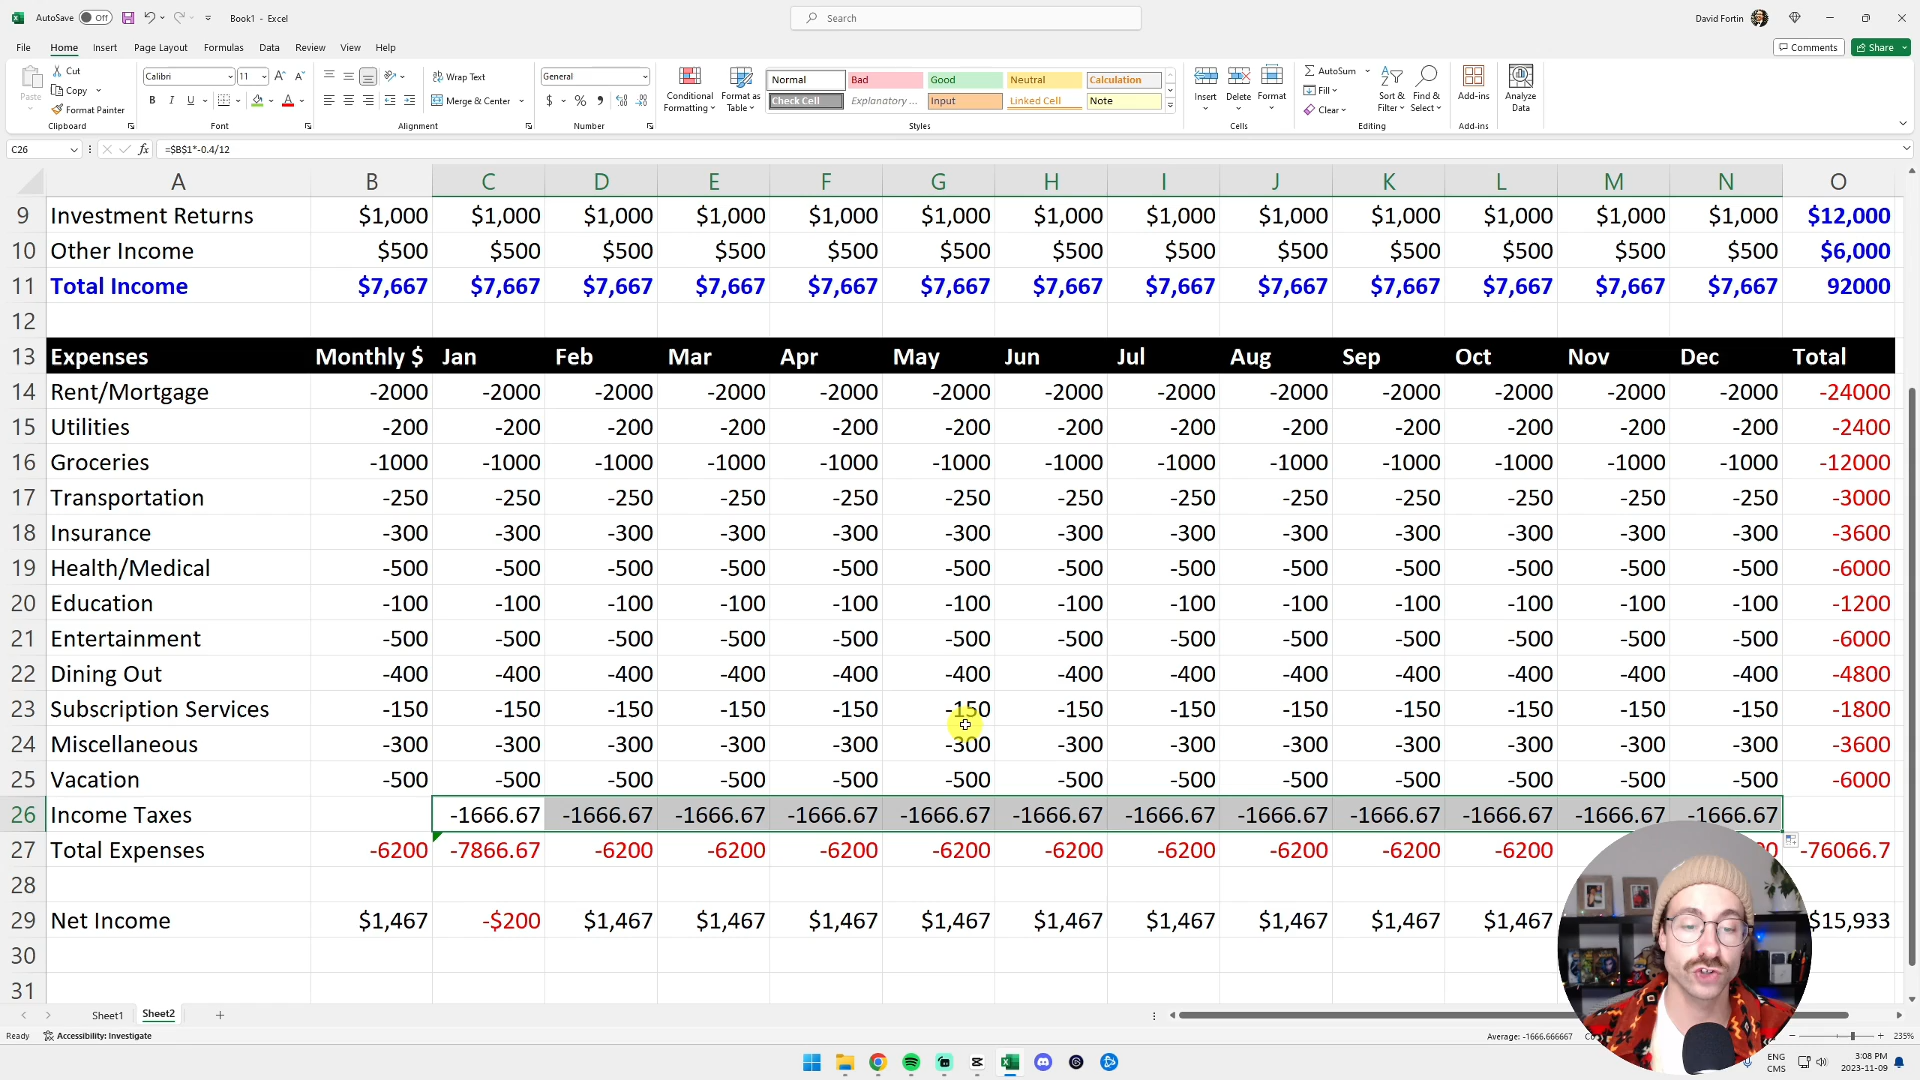 AutoSave Off Book1 - Excel Search David Fortin
File Home Insert Page Layout Formulas Data Review View Help Comments Share
Paste Cut Copy Format Painter Clipboard
Calibri 11 B I U Font
Wrap Text Merge & Center Alignment
General $ % Number
Conditional Formatting Format as Table
Normal Bad Good Neutral Calculation
Check Cell Explanatory ... Input Linked Cell Note
Styles
Insert Delete Format Cells
AutoSum Fill Clear Sort & Filter Find & Select Editing
Add-ins Add-ins
Analyze Data
C26 fx =$B$1*-0.4/12
A B C D E F G H I J K L M N O
9 Investment Returns $1,000 $1,000 $1,000 $1,000 $1,000 $1,000 $1,000 $1,000 $1,000 $1,000 $1,000 $1,000 $1,000 $12,000
10 Other Income $500 $500 $500 $500 $500 $500 $500 $500 $500 $500 $500 $500 $500 $6,000
11 Total Income $7,667 $7,667 $7,667 $7,667 $7,667 $7,667 $7,667 $7,667 $7,667 $7,667 $7,667 $7,667 $7,667 92000
12
13 Expenses Monthly $ Jan Feb Mar Apr May Jun Jul Aug Sep Oct Nov Dec Total
14 Rent/Mortgage -2000 -2000 -2000 -2000 -2000 -2000 -2000 -2000 -2000 -2000 -2000 -2000 -2000 -24000
15 Utilities -200 -200 -200 -200 -200 -200 -200 -200 -200 -200 -200 -200 -200 -2400
16 Groceries -1000 -1000 -1000 -1000 -1000 -1000 -1000 -1000 -1000 -1000 -1000 -1000 -1000 -12000
17 Transportation -250 -250 -250 -250 -250 -250 -250 -250 -250 -250 -250 -250 -250 -3000
18 Insurance -300 -300 -300 -300 -300 -300 -300 -300 -300 -300 -300 -300 -300 -3600
19 Health/Medical -500 -500 -500 -500 -500 -500 -500 -500 -500 -500 -500 -500 -500 -6000
20 Education -100 -100 -100 -100 -100 -100 -100 -100 -100 -100 -100 -100 -100 -1200
21 Entertainment -500 -500 -500 -500 -500 -500 -500 -500 -500 -500 -500 -500 -500 -6000
22 Dining Out -400 -400 -400 -400 -400 -400 -400 -400 -400 -400 -400 -400 -400 -4800
23 Subscription Services -150 -150 -150 -150 -150 -150 -150 -150 -150 -150 -150 -150 -150 -1800
24 Miscellaneous -300 -300 -300 -300 -300 -300 -300 -300 -300 -300 -300 -300 -300 -3600
25 Vacation -500 -500 -500 -500 -500 -500 -500 -500 -500 -500 -500 -500 -500 -6000
26 Income Taxes -1666.67 -1666.67 -1666.67 -1666.67 -1666.67 -1666.67 -1666.67 -1666.67 -1666.67 -1666.67 -1666.67 -1666.67
27 Total Expenses -6200 -7866.67 -6200 -6200 -6200 -6200 -6200 -6200 -6200 -6200 -6200 -76066.7
28
29 Net Income $1,467 -$200 $1,467 $1,467 $1,467 $1,467 $1,467 $1,467 $1,467 $1,467 $1,467 $15,933
30
31
Sheet1 Sheet2
Ready Accessibility: Investigate Average: -1666.666667 235%
ENG CMS 3:08 PM 2023-11-09